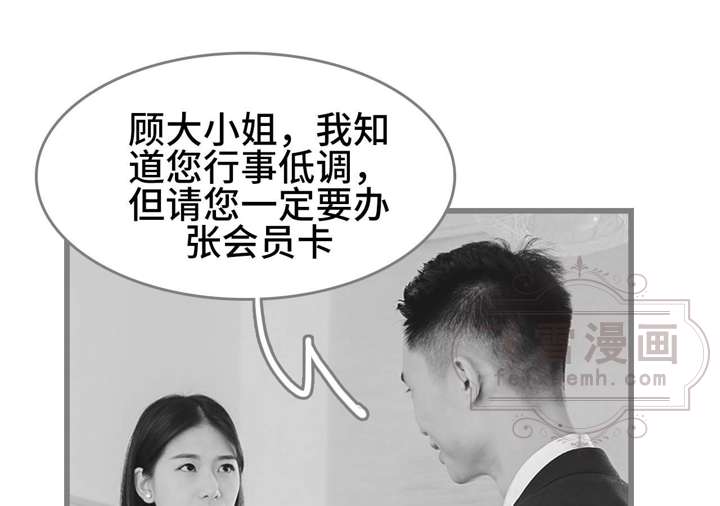 顾大小姐，我知
道您行事低调，
但请您一定要办
张会员卡
雪漫画